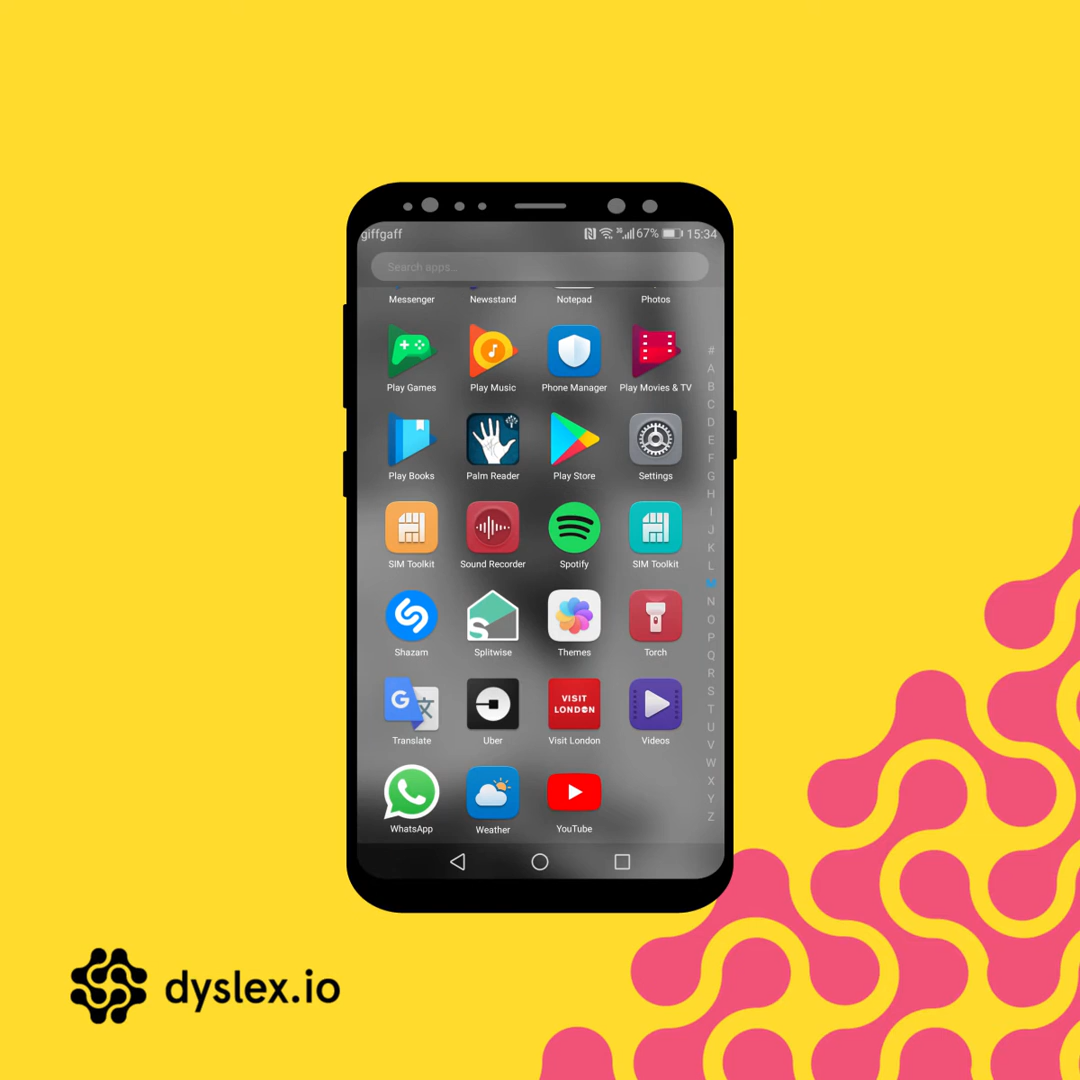 giffgaff 3G 67% 15:34
Search apps...
Messenger Newsstand Notepad Photos
Play Games Play Music Phone Manager Play Movies & TV
Play Books Palm Reader Play Store Settings
SIM Toolkit Sound Recorder Spotify SIM Toolkit
S
Shazam Splitwise Themes Torch
G 文 VISIT
LONDON
Translate Uber Visit London Videos
WhatsApp Weather YouTube
#
A
B
C
D
E
F
G
H
I
J
K
L
M
N
O
P
Q
R
S
T
U
V
W
X
Y
Z
dyslex.io